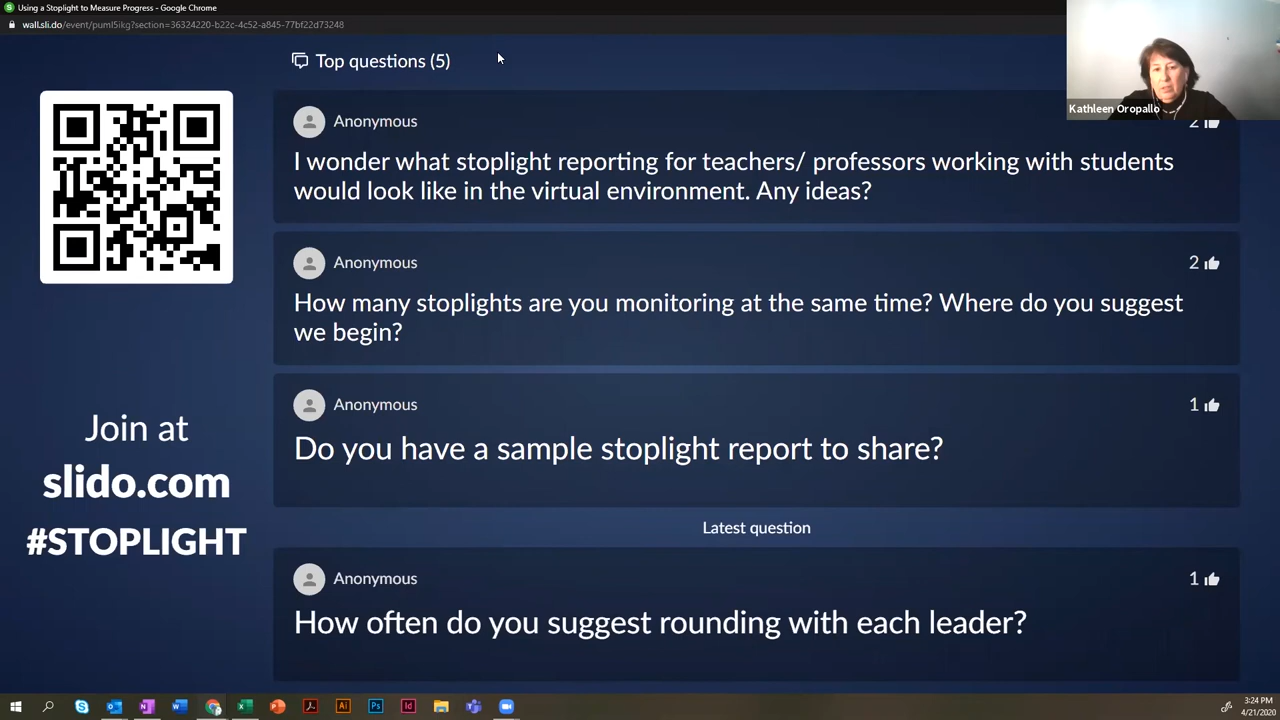 Using a Stoplight to Measure Progress - Google Chrome
wall.sli.do/event/puml5ikg?section=36324220-b22c-4c52-a845-77bf22d73248
Top questions (5)
Kathleen Oropallo
Anonymous
2
I wonder what stoplight reporting for teachers/ professors working with students
would look like in the virtual environment. Any ideas?
Anonymous
2
How many stoplights are you monitoring at the same time? Where do you suggest
we begin?
Anonymous
1
Do you have a sample stoplight report to share?
Join at
slido.com
#STOPLIGHT
Latest question
Anonymous
1
How often do you suggest rounding with each leader?
3:24 PM
4/21/2020